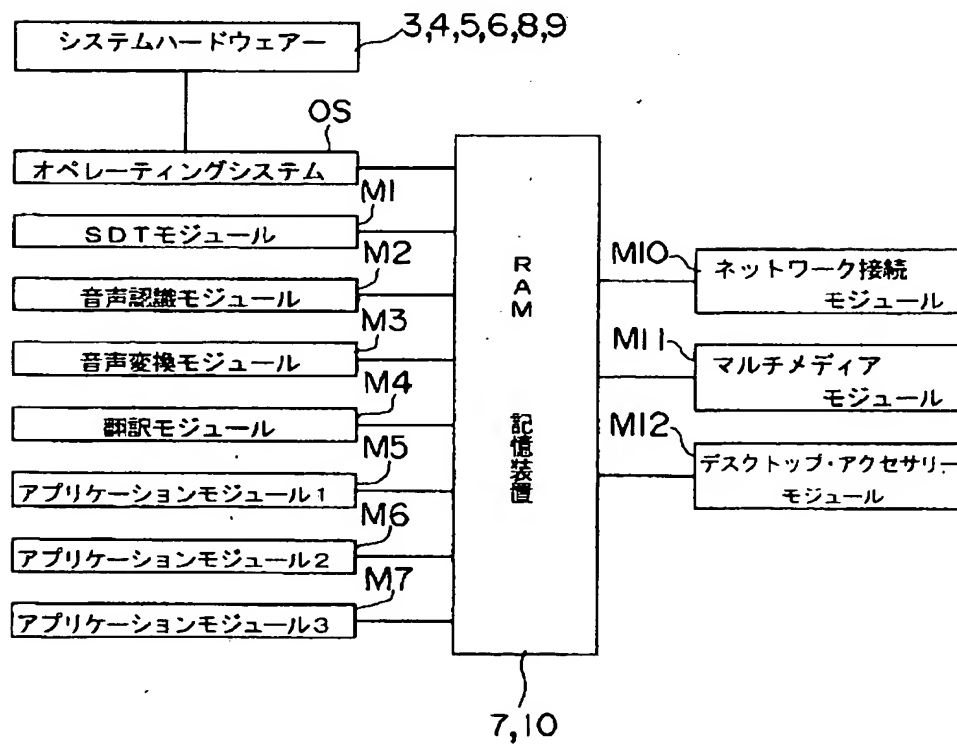 3,4,5,6,8,9
システムハードウェアー
OS
オペレーティングシステム
M1
SDTモジュール
M2
音声認識モジュール
M3
音声変換モジュール
M4
翻訳モジュール
M5
アプリケーションモジュール1
M6
アプリケーションモジュール2
M7
アプリケーションモジュール3
RAM
記憶装置
7,10
M10
ネットワーク接続
モジュール
M11
マルチメディア
モジュール
M12
デスクトップ・アクセサリー
モジュール